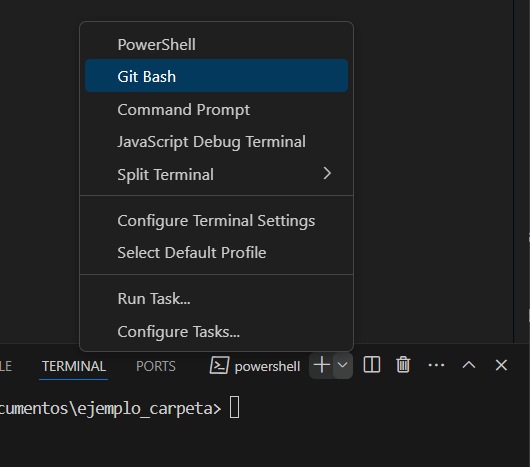 PowerShell
Git Bash
Command Prompt
JavaScript Debug Terminal
Split Terminal
Configure Terminal Settings
Select Default Profile
Run Task...
Configure Tasks...
LE TERMINAL PORTS powershell
cumentos\ejemplo_carpeta>